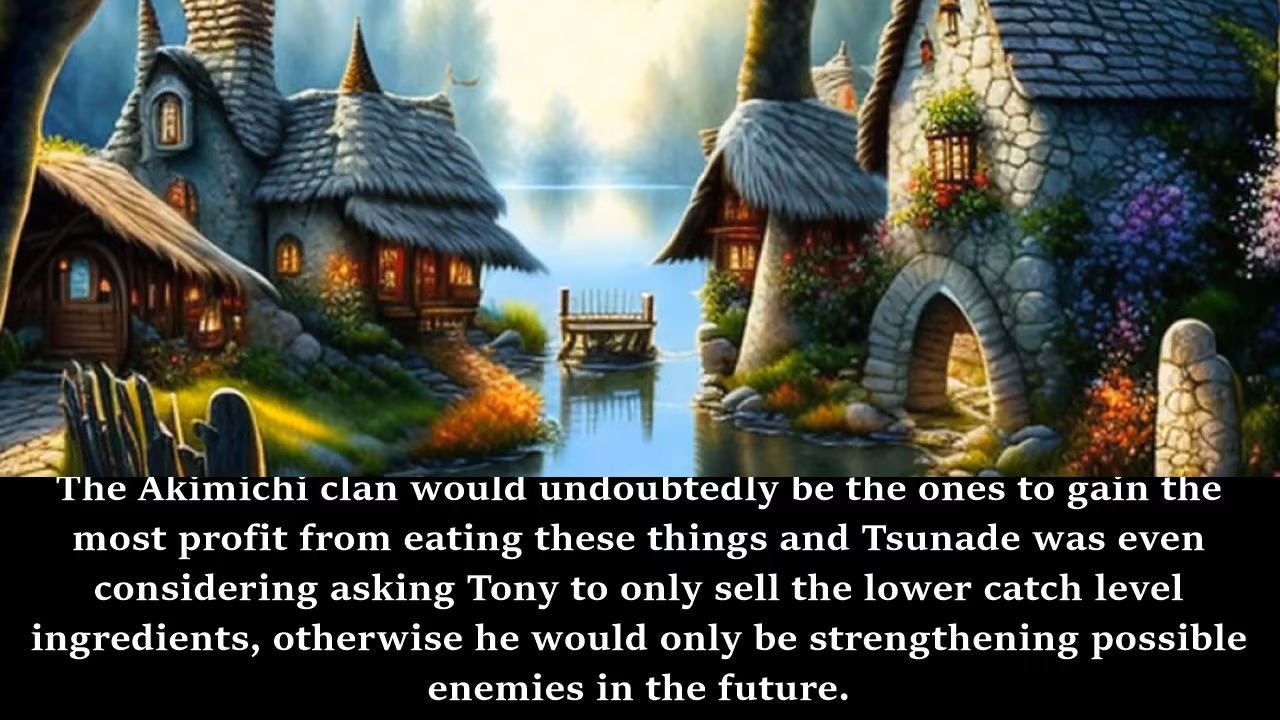 The Akimichi clan would undoubtedly be the ones to gain the
most profit from eating these things and Tsunade was even
considering asking Tony to only sell the lower catch level
ingredients, otherwise he would only be strengthening possible
enemies in the future.